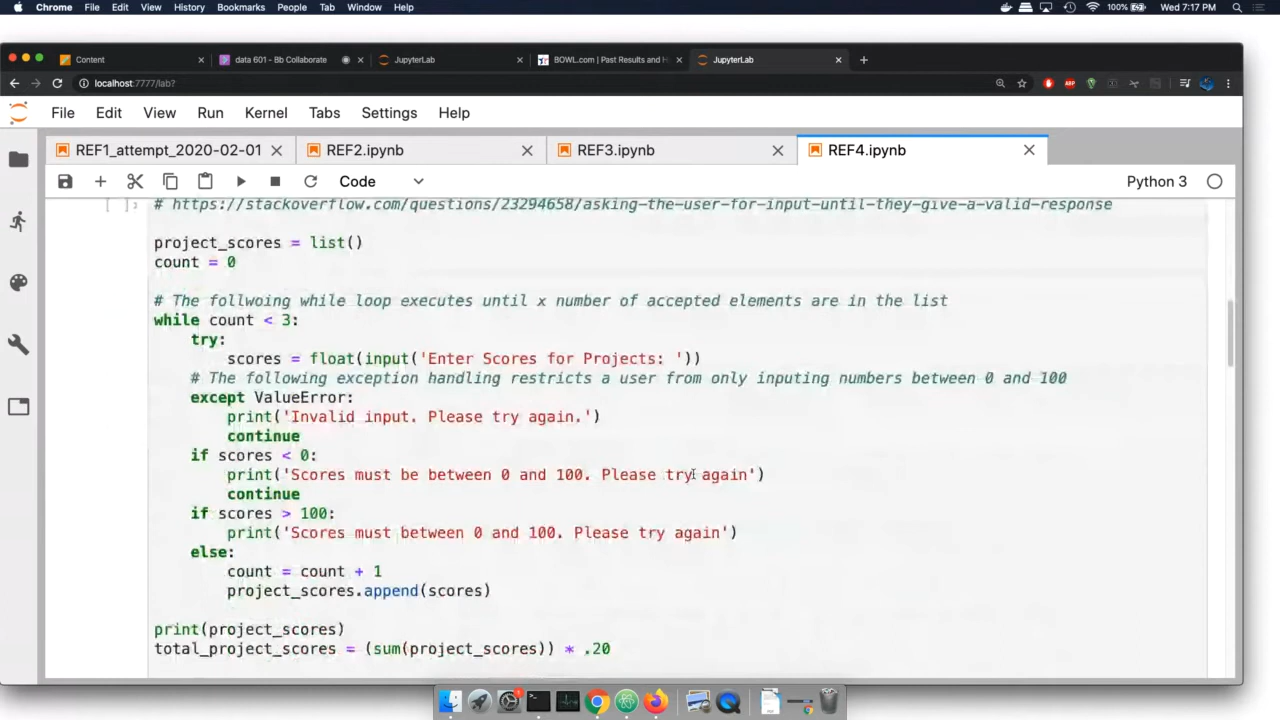 Chrome File Edit View History Bookmarks People Tab Window Help 100% Wed 7:17 PM
Content data 601 - Bb Collaborate JupyterLab BOWL.com | Past Results and H JupyterLab
localhost:7777/lab?
File Edit View Run Kernel Tabs Settings Help
REF1_attempt_2020-02-01 REF2.ipynb REF3.ipynb REF4.ipynb
Code Python 3
[ ]: # https://stackoverflow.com/questions/23294658/asking-the-user-for-input-until-they-give-a-valid-response
project_scores = list()
count = 0
# The follwoing while loop executes until x number of accepted elements are in the list
while count < 3:
try:
scores = float(input('Enter Scores for Projects: '))
# The following exception handling restricts a user from only inputing numbers between 0 and 100
except ValueError:
print('Invalid input. Please try again.')
continue
if scores < 0:
print('Scores must be between 0 and 100. Please try again')
continue
if scores > 100:
print('Scores must between 0 and 100. Please try again')
else:
count = count + 1
project_scores.append(scores)
print(project_scores)
total_project_scores = (sum(project_scores)) * .20